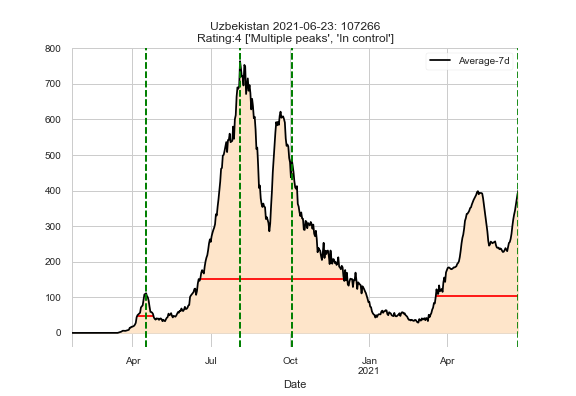 Uzbekistan 2021-06-23: 107266
Rating:4 ['Multiple peaks', 'In control']
Average-7d
800
700
600
500
400
300
200
100
0
Apr
Jul
Oct
Jan
2021
Apr
Date